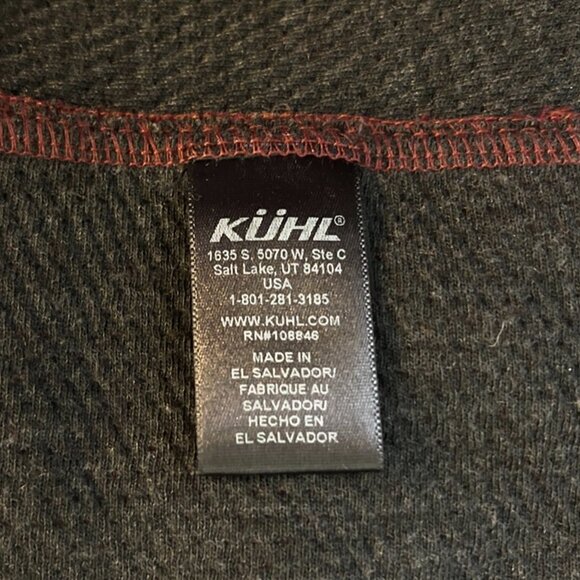 KÜHL®
1635 S. 5070 W, Ste C
Salt Lake, UT 84104
USA
1-801-281-3185
WWW.KUHL.COM
RN#108846
MADE IN
EL SALVADOR/
FABRIQUE AU
SALVADOR/
HECHO EN
EL SALVADOR